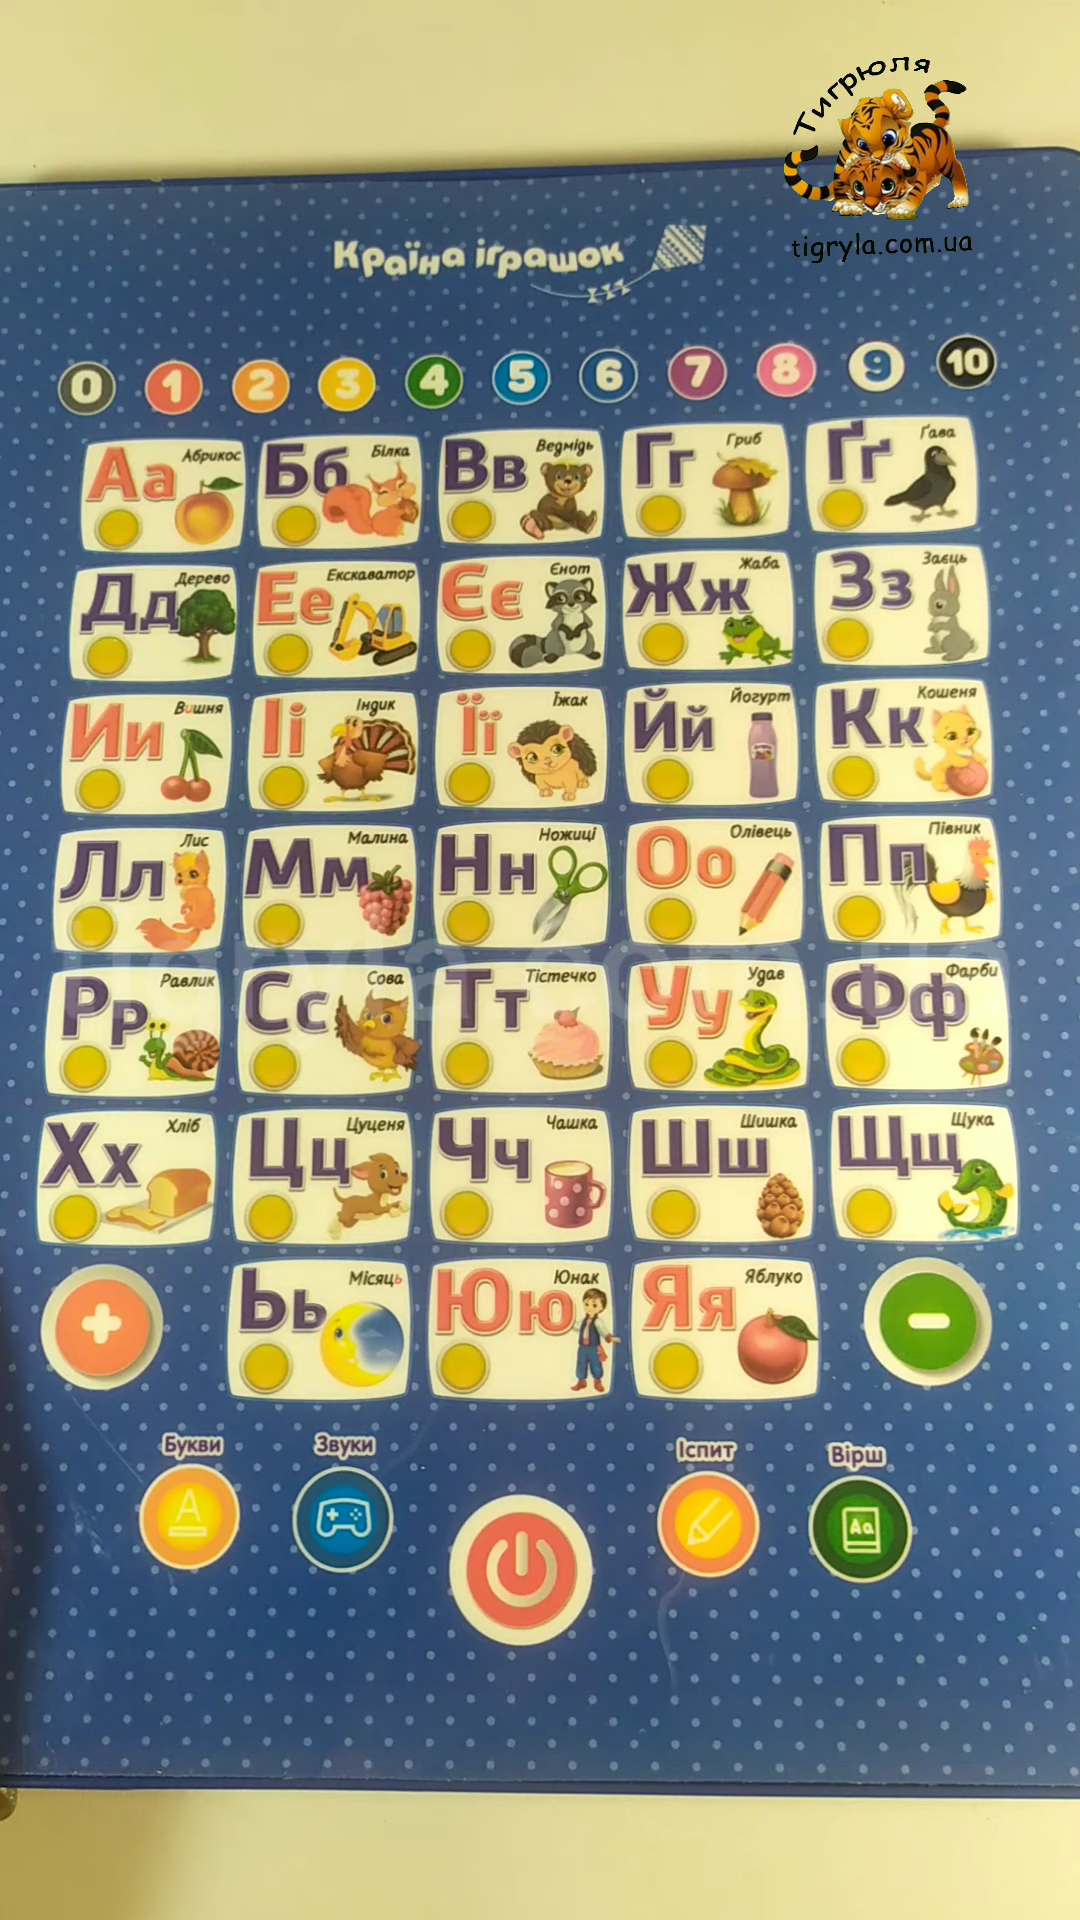 Тигрюля
tigryla.com.ua
Країна іграшок
0 1 2 3 4 5 6 7 8 9 10
Аа Абрикос
Бб Білка
Вв Ведмідь
Гг Гриб
Ґґ Ґава
Дд Дерево
Ее Екскаватор
Єє Єнот
Жж Жаба
Зз Заєць
Ии Вишня
Іі Індик
Її Їжак
Йй Йогурт
Кк Кошеня
Лл Лис
Мм Малина
Нн Ножиці
Оо Олівець
Пп Півник
tigryla.com.ua
Рр Равлик
Сс Сова
Тт Тістечко
Уу Удав
Фф Фарби
Хх Хліб
Цц Цуценя
Чч Чашка
Шш Шишка
Щщ Щука
+
Ьь Місяць
Юю Юнак
Яя Яблуко
-
Букви
Звуки
Іспит
Вірш
A
Aa